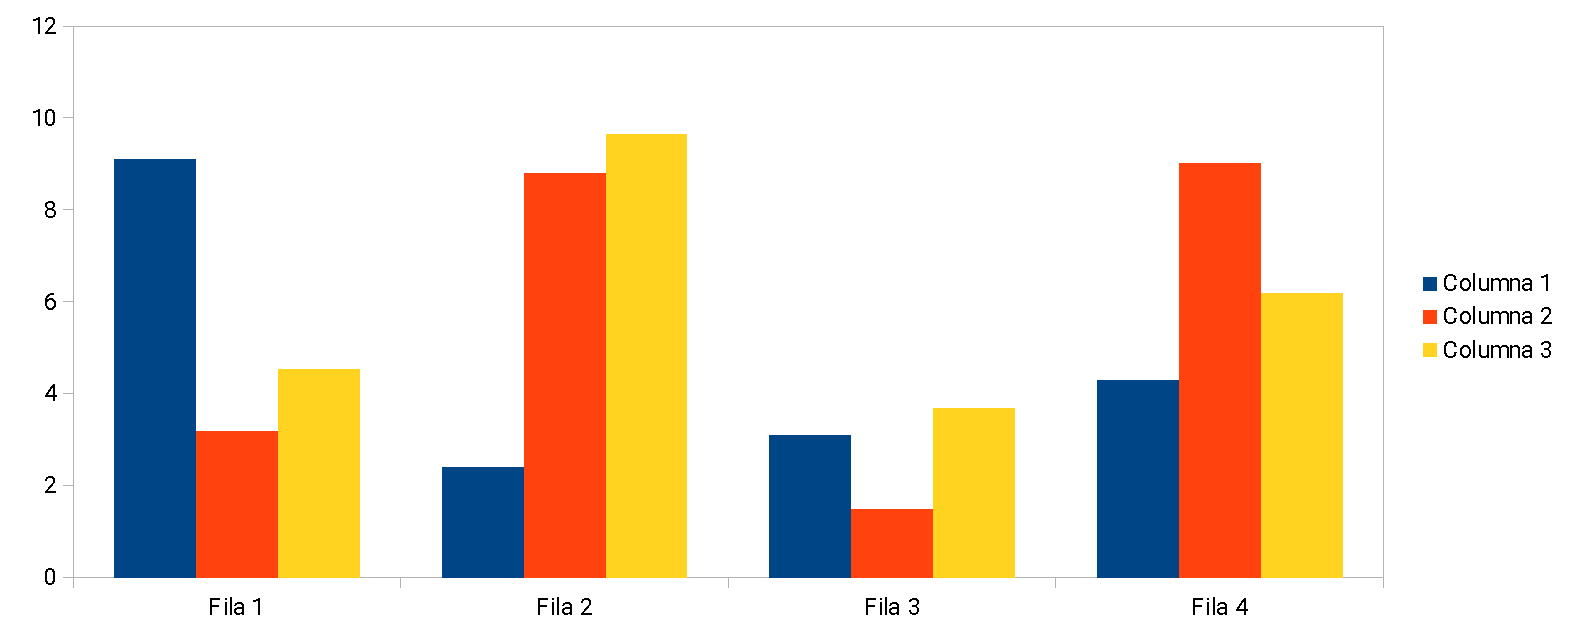 12
10
8
6
4
2
0
Fila 1
Fila 2
Fila 3
Fila 4
Columna 1
Columna 2
Columna 3